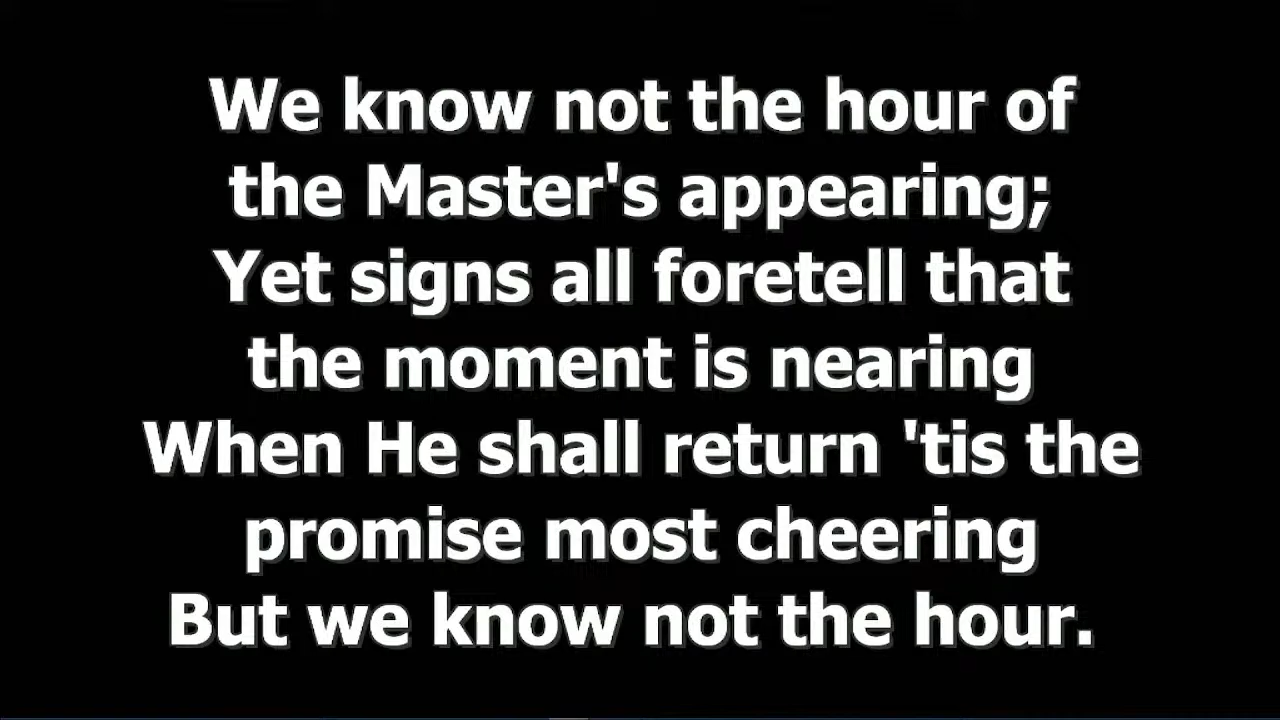 We know not the hour of
the Master's appearing;
Yet signs all foretell that
the moment is nearing
When He shall return 'tis the
promise most cheering
But we know not the hour.